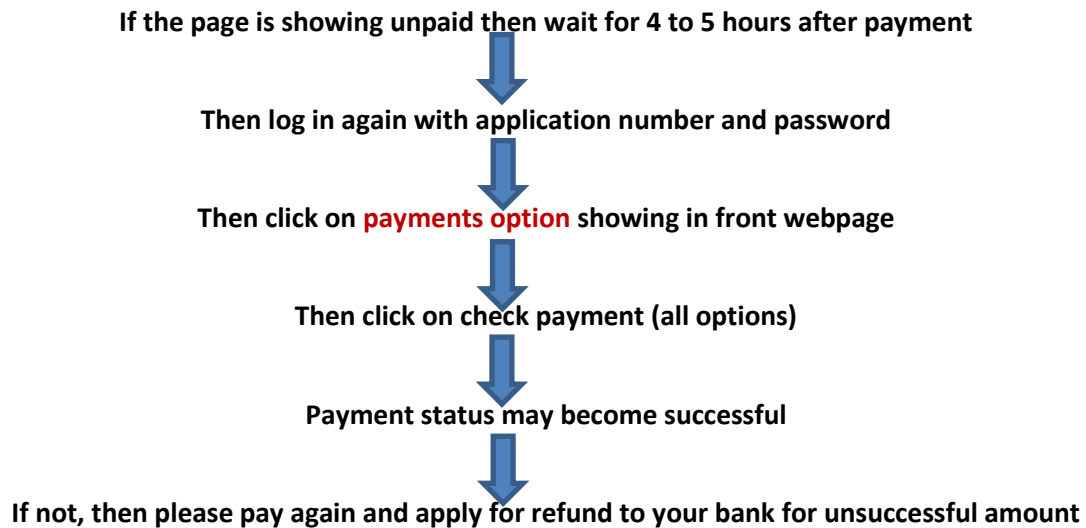 If the page is showing unpaid then wait for 4 to 5 hours after payment
Then log in again with application number and password
Then click on payments option showing in front webpage
Then click on check payment (all options)
Payment status may become successful
If not, then please pay again and apply for refund to your bank for unsuccessful amount